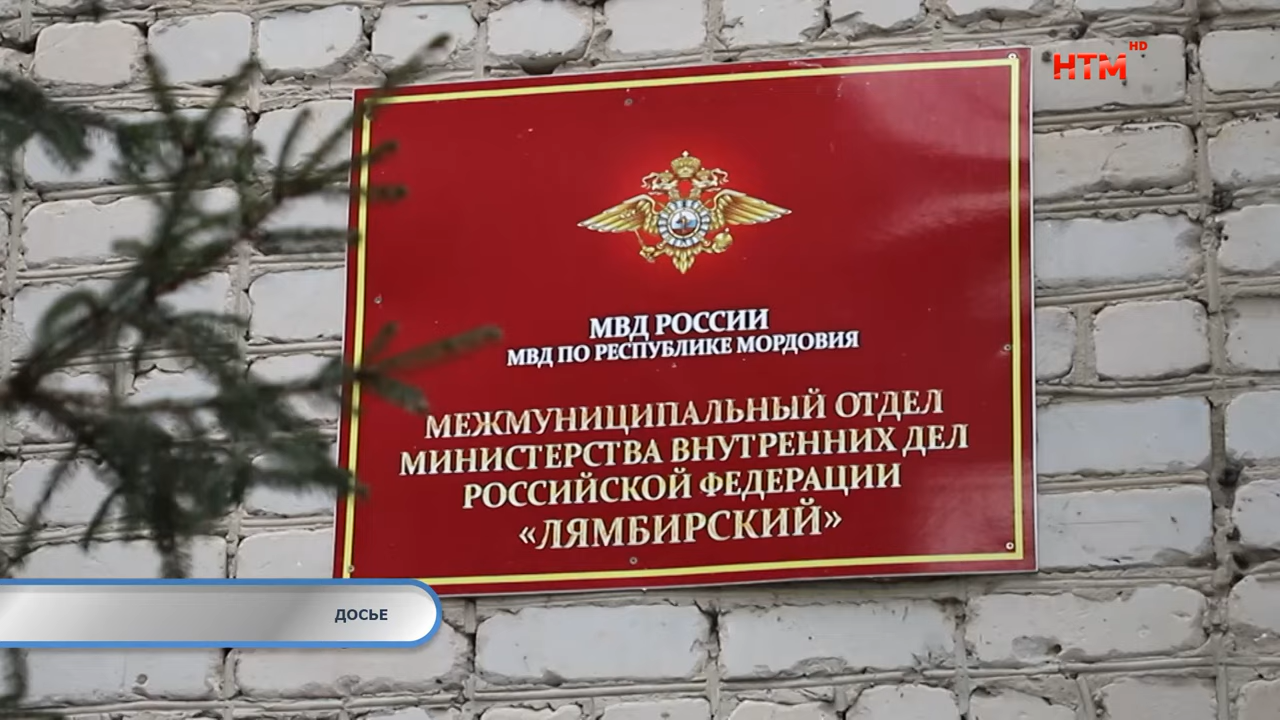 НТМ HD
МВД РОССИИ
МВД ПО РЕСПУБЛИКЕ МОРДОВИЯ
МЕЖМУНИЦИПАЛЬНЫЙ ОТДЕЛ
МИНИСТЕРСТВА ВНУТРЕННИХ ДЕЛ
РОССИЙСКОЙ ФЕДЕРАЦИИ
«ЛЯМБИРСКИЙ»
ДОСЬЕ